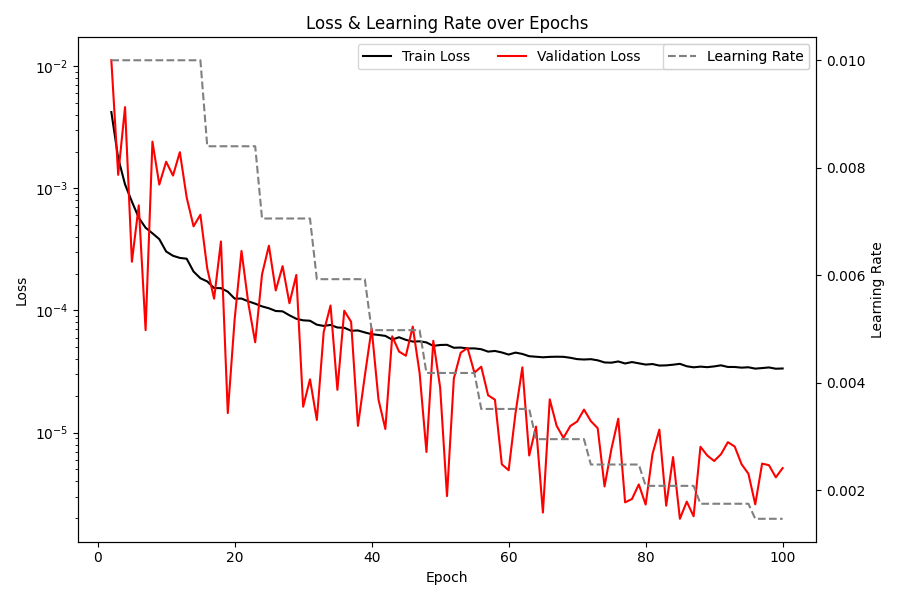 Loss & Learning Rate over Epochs
Train Loss
Validation Loss
Learning Rate
10⁻²
10⁻³
10⁻⁴
10⁻⁵
Loss
0.010
0.008
0.006
0.004
0.002
Learning Rate
0
20
40
60
80
100
Epoch